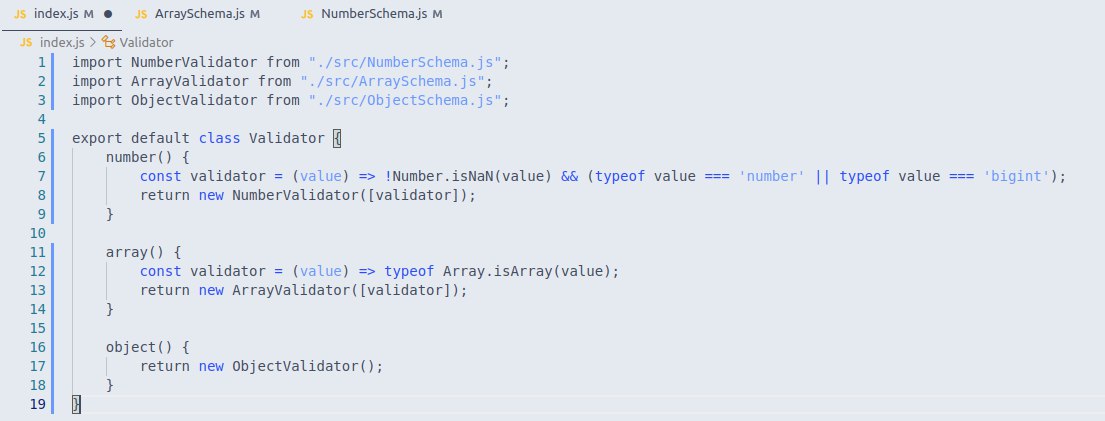 JS index.js M ● JS ArraySchema.js M JS NumberSchema.js M
JS index.js > Validator
1 import NumberValidator from "./src/NumberSchema.js";
2 import ArrayValidator from "./src/ArraySchema.js";
3 import ObjectValidator from "./src/ObjectSchema.js";
4
5 export default class Validator {
6     number() {
7         const validator = (value) => !Number.isNaN(value) && (typeof value === 'number' || typeof value === 'bigint');
8         return new NumberValidator([validator]);
9     }
10
11     array() {
12         const validator = (value) => typeof Array.isArray(value);
13         return new ArrayValidator([validator]);
14     }
15
16     object() {
17         return new ObjectValidator();
18     }
19 }